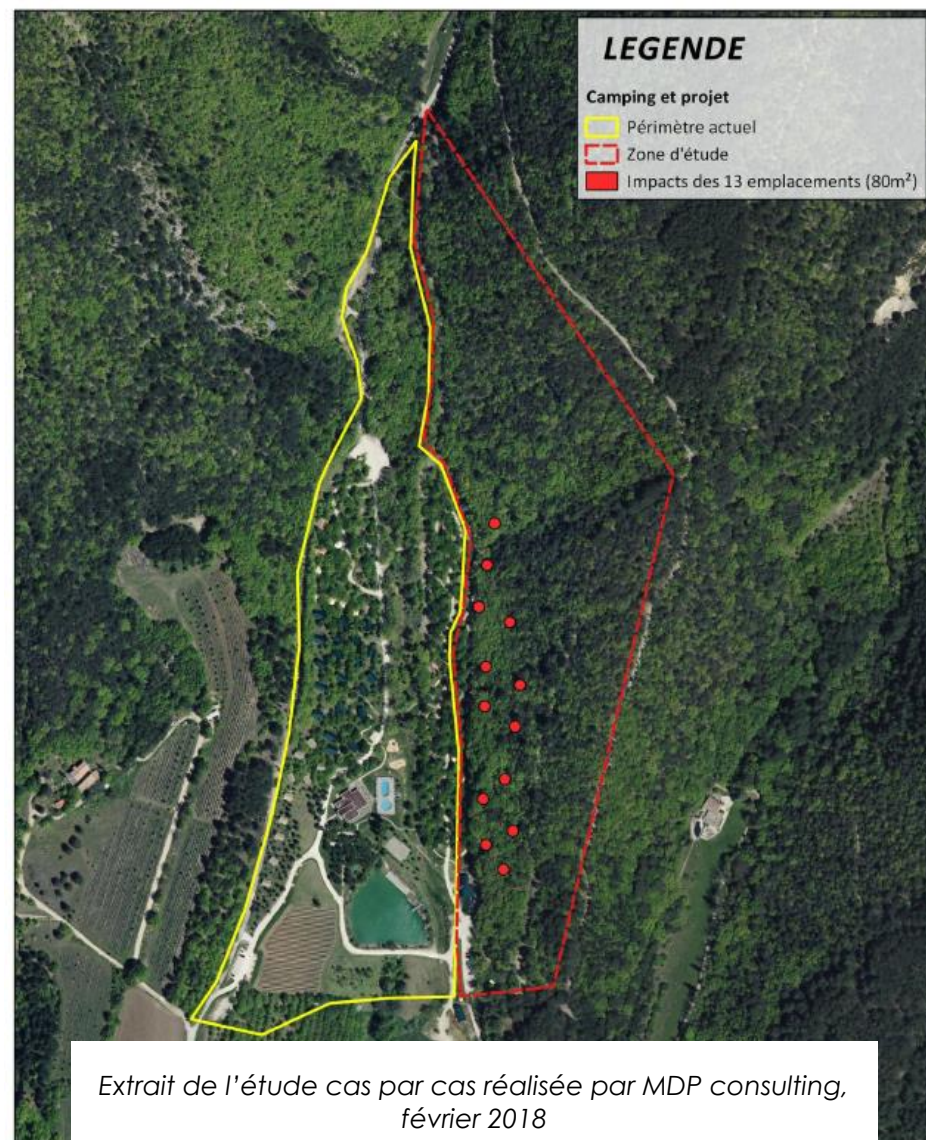 LEGENDE
Camping et projet
Périmètre actuel
Zone d'étude
Impacts des 13 emplacements (80m²)
Extrait de l'étude cas par cas réalisée par MDP consulting,
février 2018